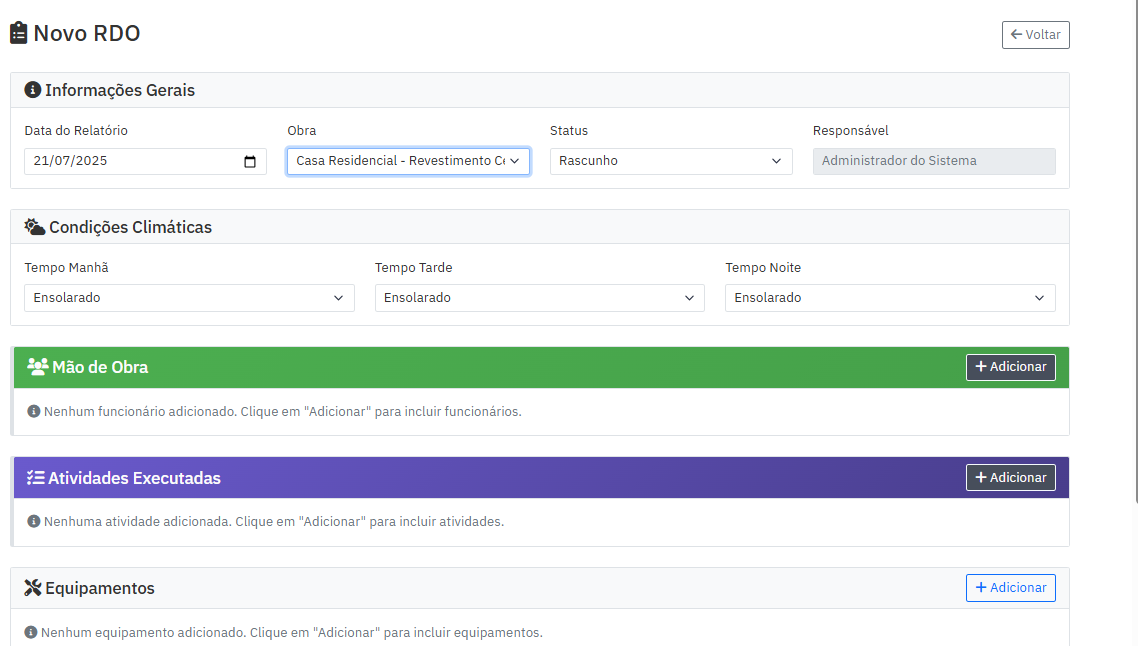 Novo RDO
Voltar
Informações Gerais
Data do Relatório
Obra
Status
Responsável
21/07/2025
Casa Residencial - Revestimento Ce
Rascunho
Administrador do Sistema
Condições Climáticas
Tempo Manhã
Tempo Tarde
Tempo Noite
Ensolarado
Ensolarado
Ensolarado
Mão de Obra
+ Adicionar
Nenhum funcionário adicionado. Clique em "Adicionar" para incluir funcionários.
Atividades Executadas
+ Adicionar
Nenhuma atividade adicionada. Clique em "Adicionar" para incluir atividades.
Equipamentos
+ Adicionar
Nenhum equipamento adicionado. Clique em "Adicionar" para incluir equipamentos.